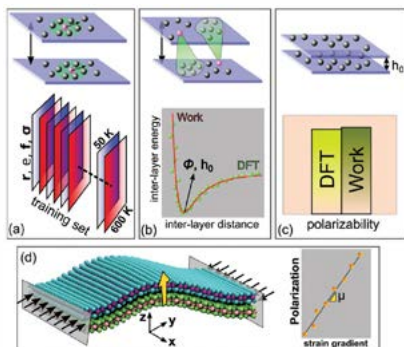 h₀
r, e, f, σ
50 K
600 K
training set
(a)
inter-layer energy
Work
Φ, h₀
DFT
(b)
inter-layer distance
DFT
Work
(c)
polarizability
(d)
z
y
x
Polarization
μ
strain gradient